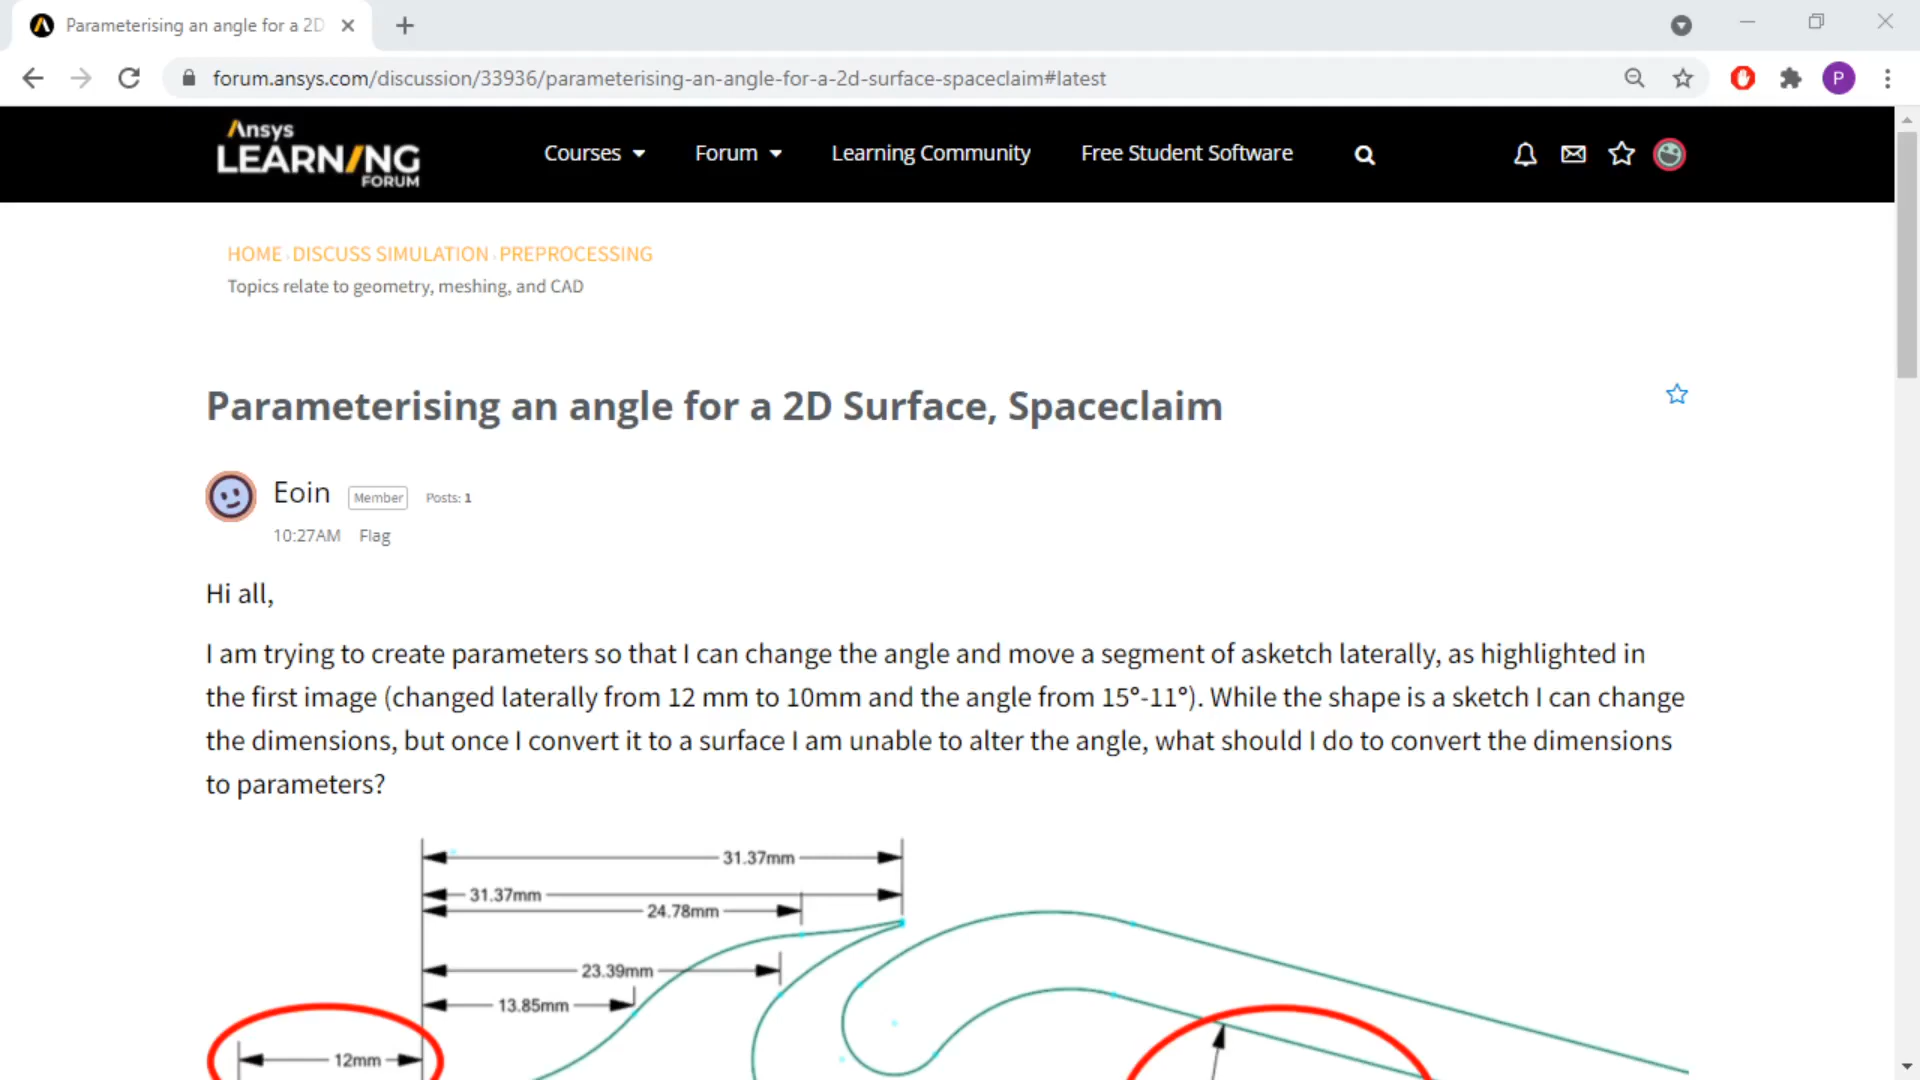 Parameterising an angle for a 2D
forum.ansys.com/discussion/33936/parameterising-an-angle-for-a-2d-surface-spaceclaim#latest
P
Ansys
LEARNING
FORUM
Courses
Forum
Learning Community
Free Student Software
HOME DISCUSS SIMULATION PREPROCESSING
Topics relate to geometry, meshing, and CAD
Parameterising an angle for a 2D Surface, Spaceclaim
Eoin Member Posts: 1
10:27AM Flag
Hi all,
I am trying to create parameters so that I can change the angle and move a segment of asketch laterally, as highlighted in
the first image (changed laterally from 12 mm to 10mm and the angle from 15°-11°). While the shape is a sketch I can change
the dimensions, but once I convert it to a surface I am unable to alter the angle, what should I do to convert the dimensions
to parameters?
31.37mm
31.37mm
24.78mm
23.39mm
13.85mm
12mm